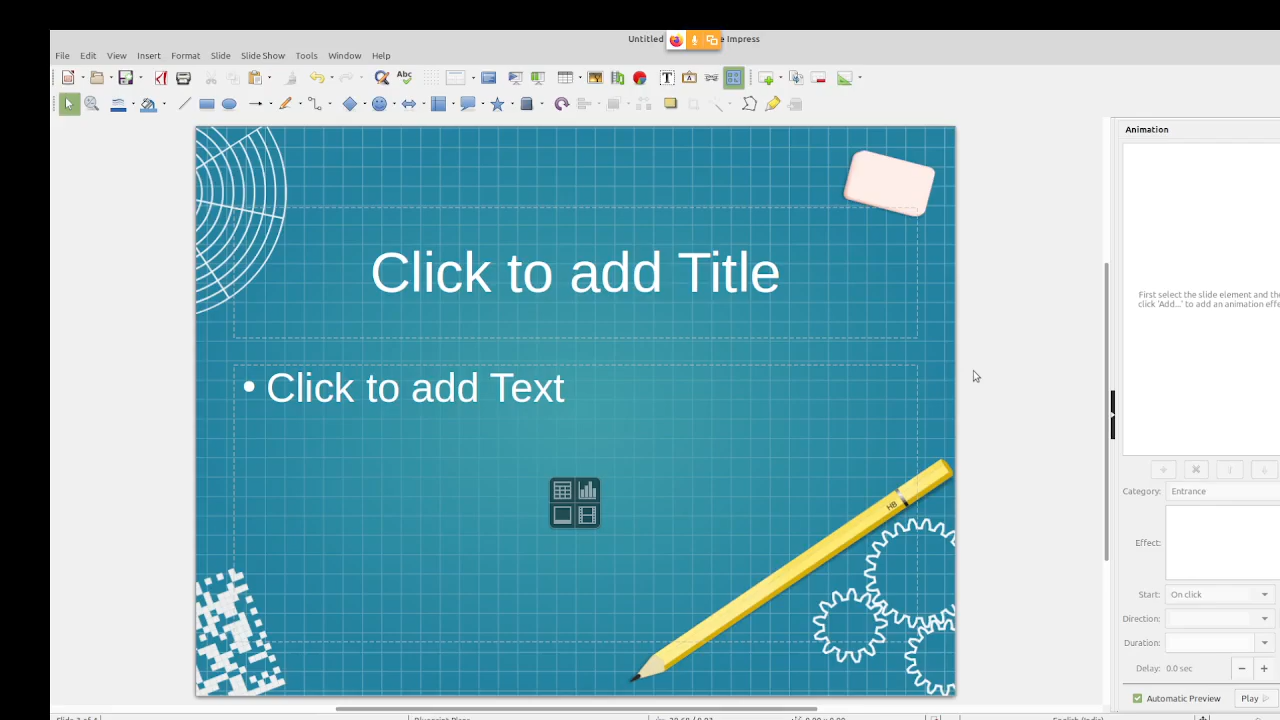 Untitled
e Impress
File Edit View Insert Format Slide Slide Show Tools Window Help
Abc
Animation
Click to add Title
First select the slide element and the
click 'Add...' to add an animation effe
• Click to add Text
Category: Entrance
HB
Effect:
Start: On click
Direction:
Duration:
Delay: 0.0 sec
Automatic Preview Play